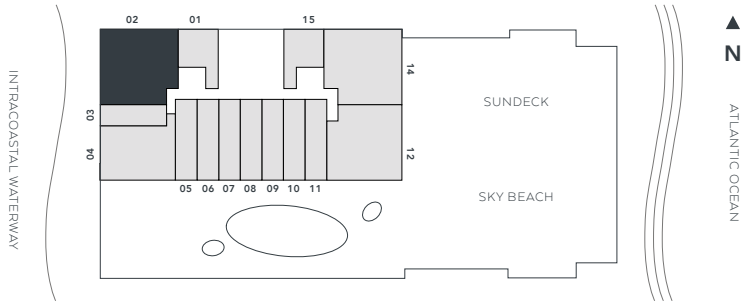 02
01
15
N
14
INTRACOASTAL WATERWAY
03
SUNDECK
ATLANTIC OCEAN
04
12
05
06
07
08
09
10
11
SKY BEACH